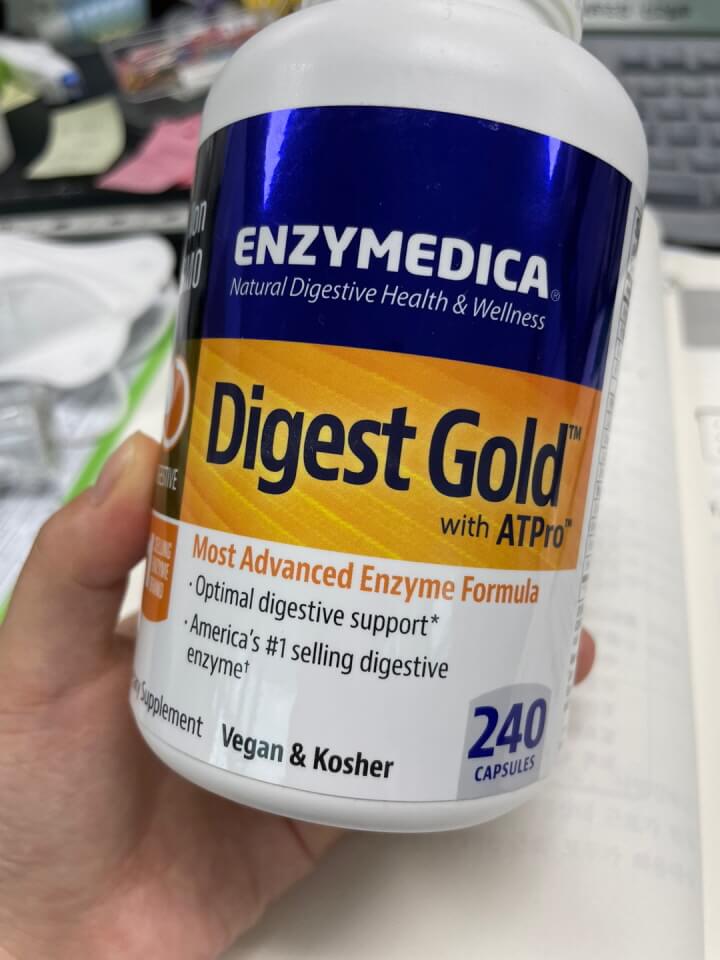 ENZYMEDICA®
Natural Digestive Health & Wellness
Digest Gold™
with ATPro™
Most Advanced Enzyme Formula
· Optimal digestive support*
· America's #1 selling digestive
enzyme†
Supplement
Vegan & Kosher
240
CAPSULES